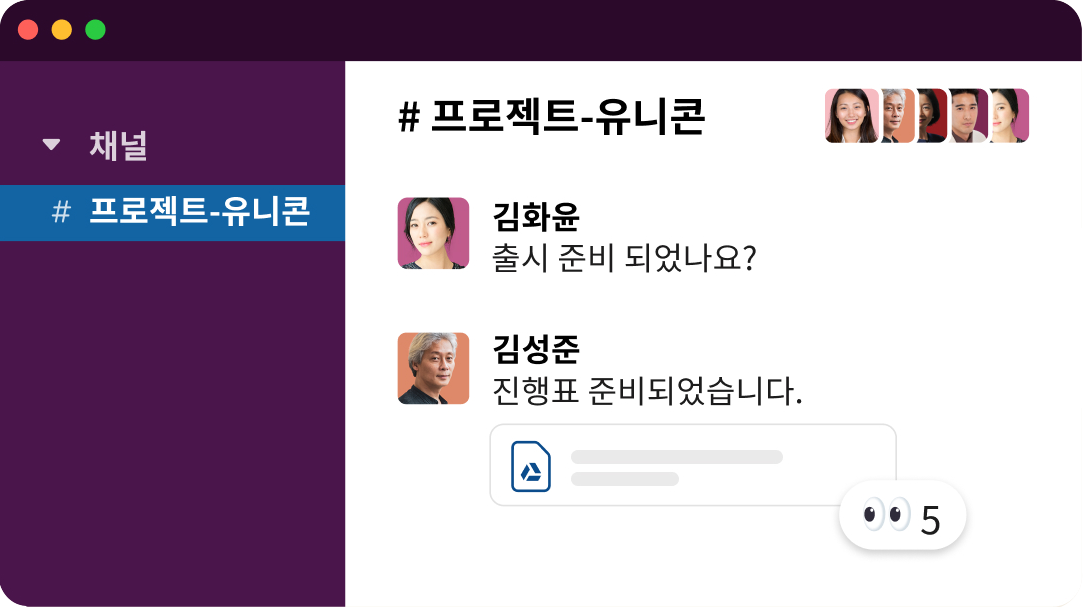 채널
# 프로젝트-유니콘
# 프로젝트-유니콘
김화윤
출시 준비 되었나요?
김성준
진행표 준비되었습니다.
👀 5